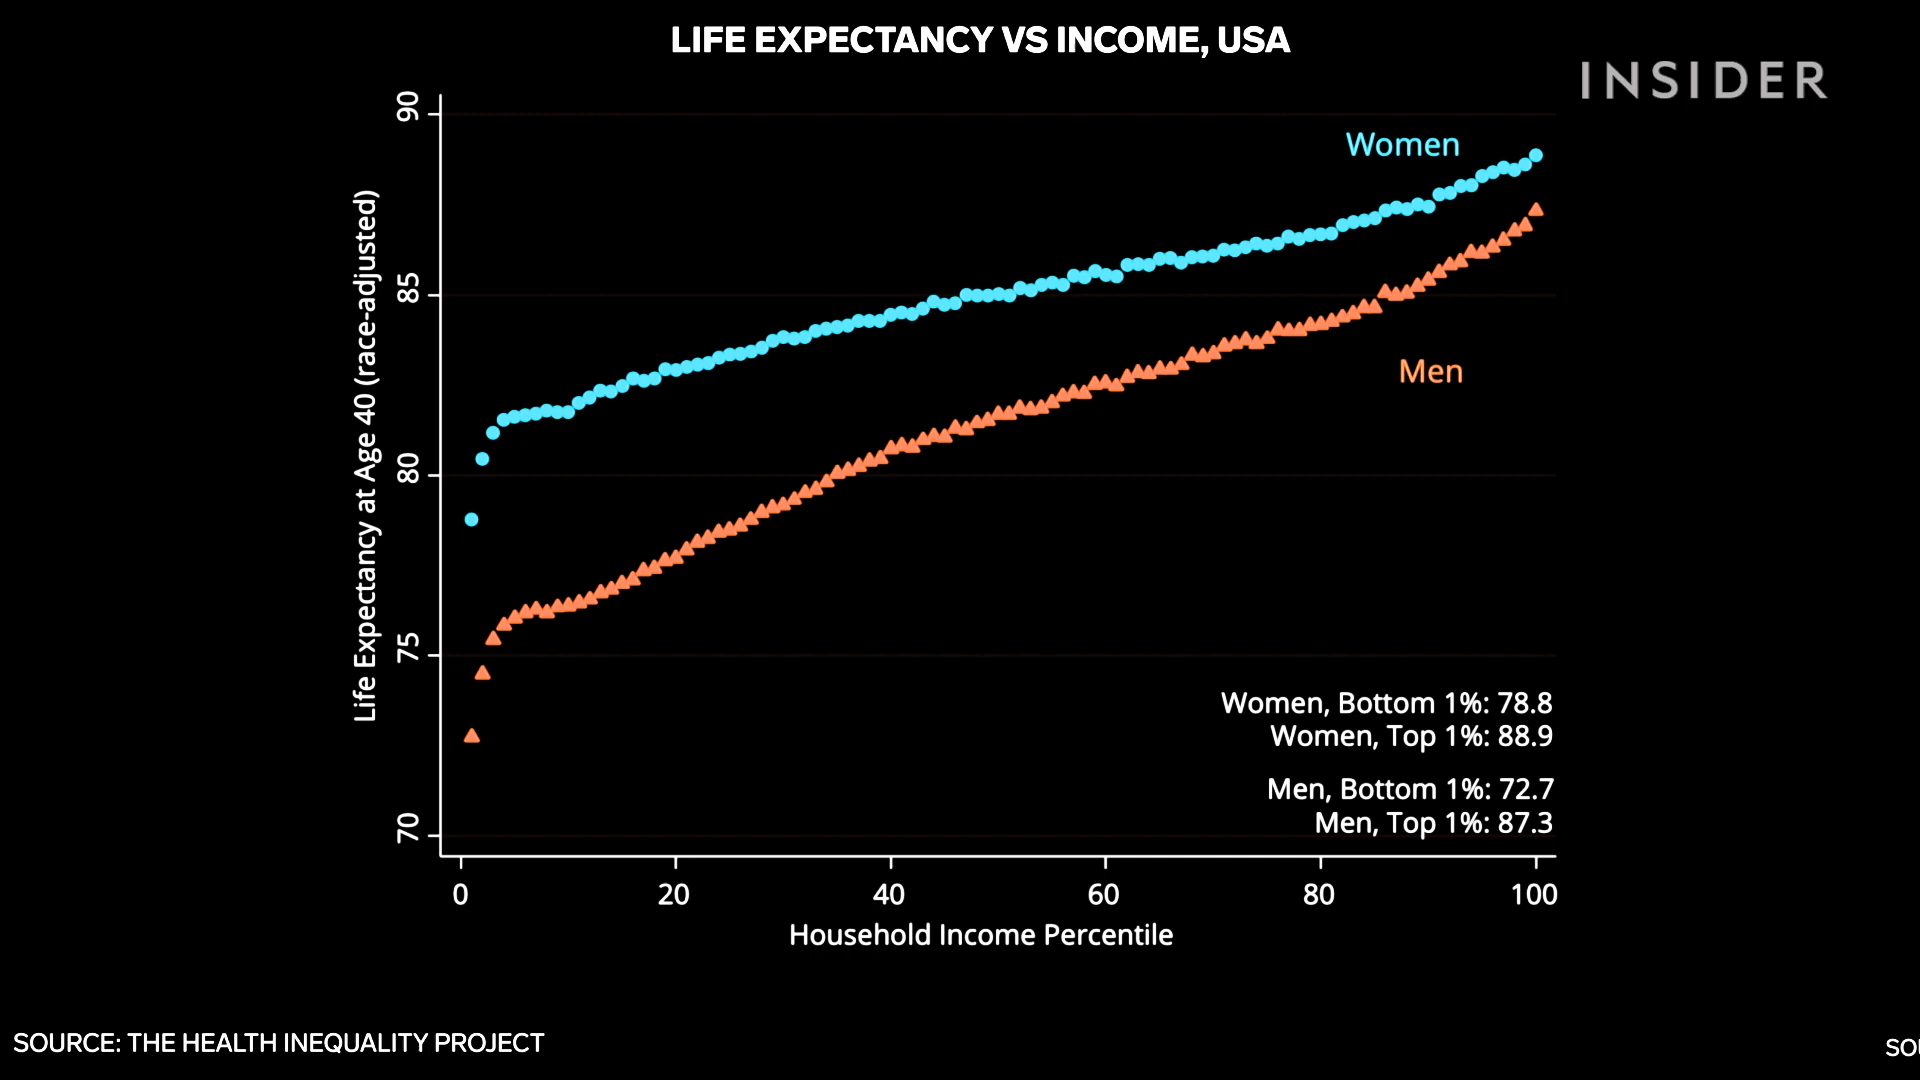 LIFE EXPECTANCY VS INCOME, USA
INSIDER
Life Expectancy at Age 40 (race-adjusted)
90
85
80
75
70
Women
Men
Women, Bottom 1%: 78.8
Women, Top 1%: 88.9
Men, Bottom 1%: 72.7
Men, Top 1%: 87.3
0 20 40 60 80 100
Household Income Percentile
SOURCE: THE HEALTH INEQUALITY PROJECT